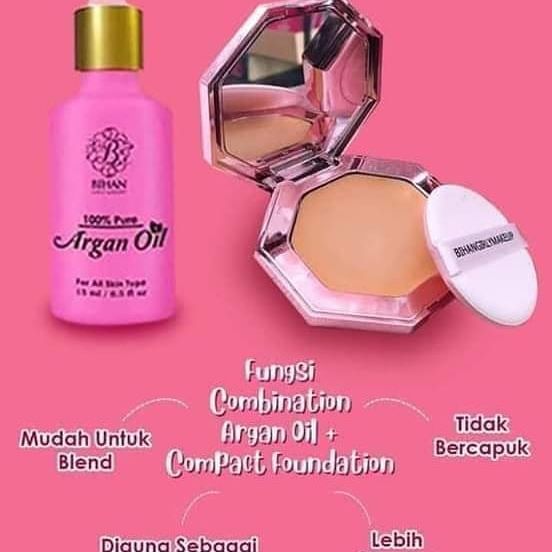 B
BIHAN
100% Pure
Argan Oil
For All Skin Type
15 ml / 0.5 fl oz
BIHANGIRLYMAKEUP
Fungsi
Combination
Argan Oil +
Compact Foundation
Mudah Untuk
Blend
Tidak
Bercapuk
Diguna Sebagai
Lebih